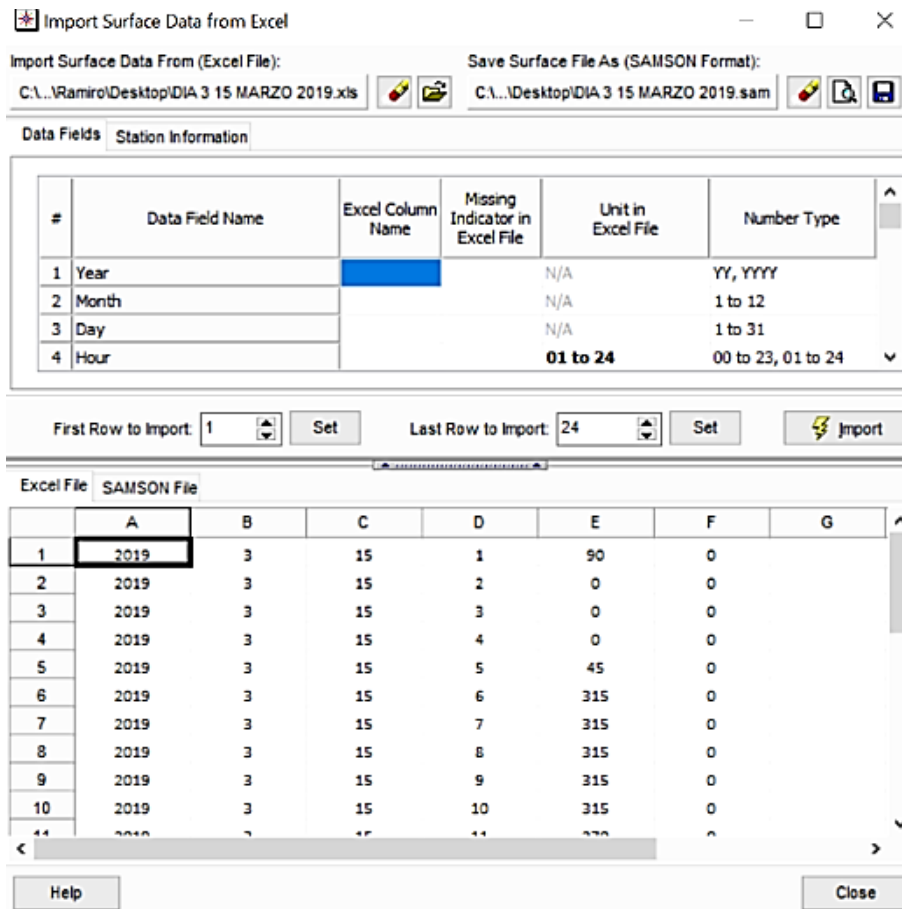 Import Surface Data from Excel
Import Surface Data From (Excel File): Save Surface File As (SAMSON Format):
C:\...\Ramiro\Desktop\DIA 3 15 MARZO 2019.xls C:\...\Desktop\DIA 3 15 MARZO 2019.sam
Data Fields Station Information
# Data Field Name Excel Column Name Missing Indicator in Excel File Unit in Excel File Number Type
1 Year N/A YY, YYYY
2 Month N/A 1 to 12
3 Day N/A 1 to 31
4 Hour 01 to 24 00 to 23, 01 to 24
First Row to Import: 1 Set Last Row to Import: 24 Set Import
Excel File SAMSON File
A B C D E F G
1 2019 3 15 1 90 0
2 2019 3 15 2 0 0
3 2019 3 15 3 0 0
4 2019 3 15 4 0 0
5 2019 3 15 5 45 0
6 2019 3 15 6 315 0
7 2019 3 15 7 315 0
8 2019 3 15 8 315 0
9 2019 3 15 9 315 0
10 2019 3 15 10 315 0
Help Close